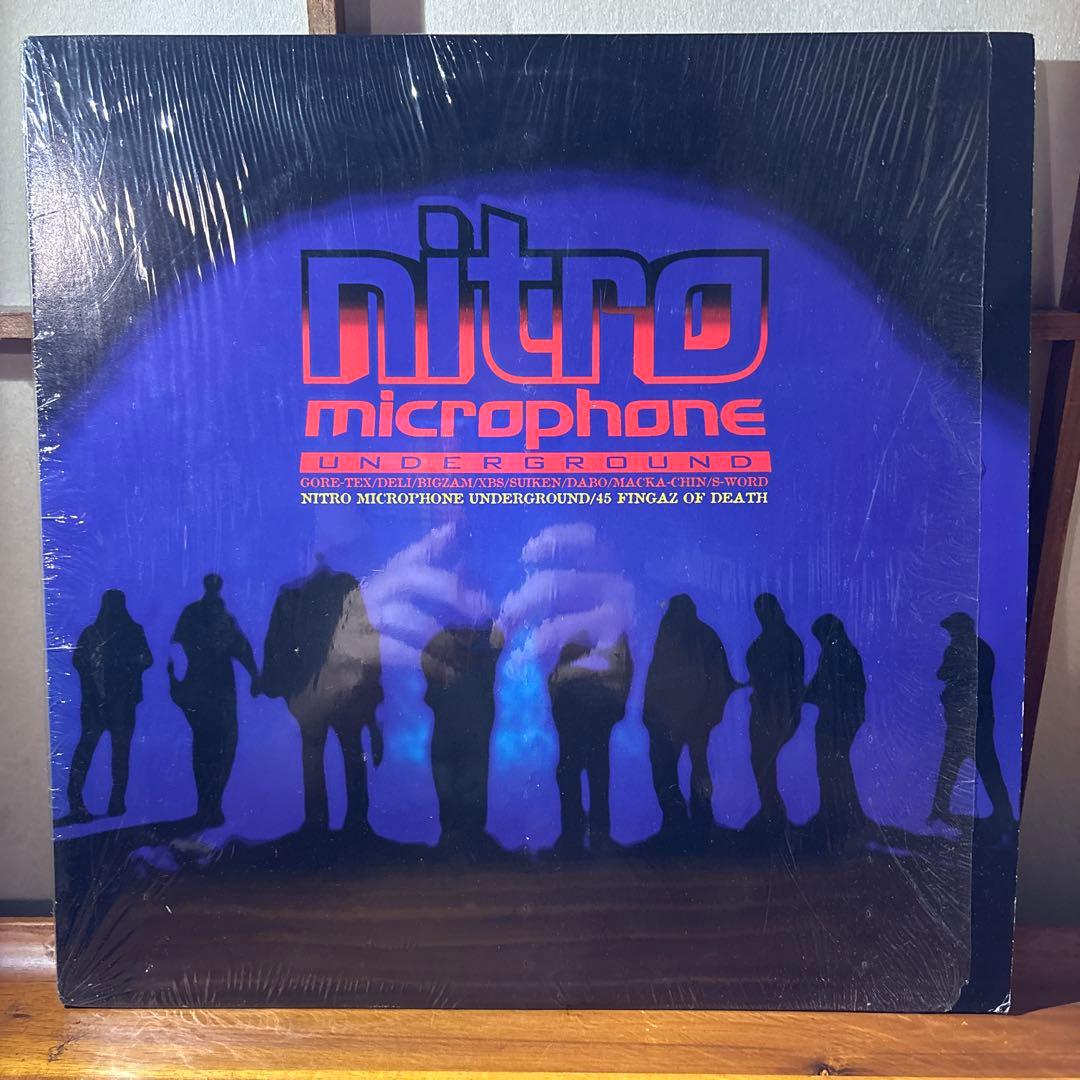 nitro
microphone
UNDERGROUND
GORE-TEX/DELI/BIGZAM/XBS/SUIKEN/DABO/MACKA-CHIN/S-WORD
NITRO MICROPHONE UNDERGROUND/45 FINGAZ OF DEATH